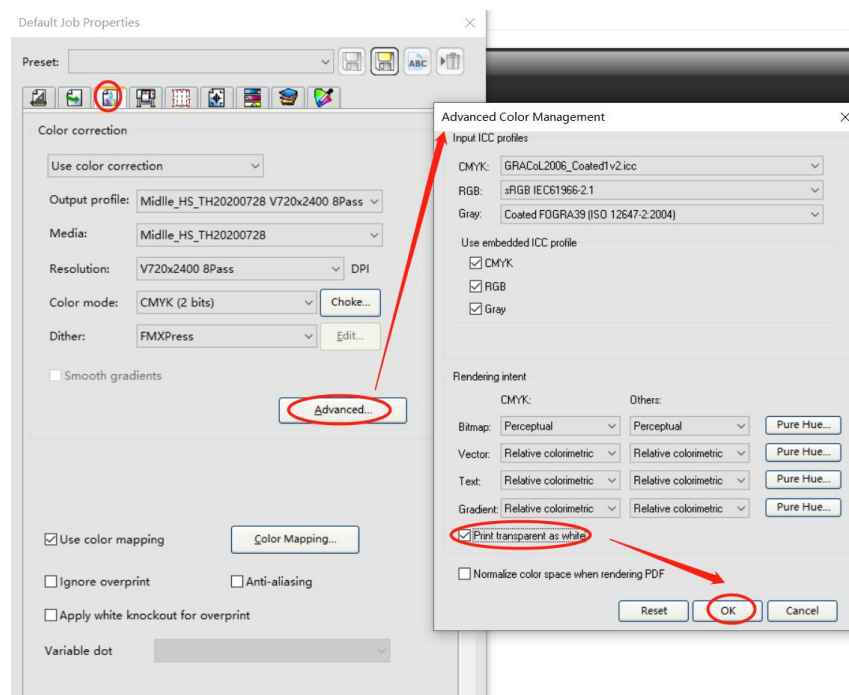 Default Job Properties
Preset:
ABC
Color correction
Use color correction
Output profile: Midlle_HS_TH20200728 V720x2400 8Pass
Media: Midlle_HS_TH20200728
Resolution: V720x2400 8Pass DPI
Color mode: CMYK (2 bits) Choke...
Dither: FMXPress Edit...
Smooth gradients
Advanced...
Use color mapping Color Mapping...
Ignore overprint Anti-aliasing
Apply white knockout for overprint
Variable dot
Advanced Color Management
Input ICC profiles
CMYK: GRACoL2006_Coated1v2.icc
RGB: sRGB IEC61966-2.1
Gray: Coated FOGRA39 (ISO 12647-2:2004)
Use embedded ICC profile
CMYK
RGB
Gray
Rendering intent
CMYK: Others:
Bitmap: Perceptual Perceptual Pure Hue...
Vector: Relative colorimetric Relative colorimetric Pure Hue...
Text: Relative colorimetric Relative colorimetric Pure Hue...
Gradient: Relative colorimetric Relative colorimetric Pure Hue...
Print transparent as white
Normalize color space when rendering PDF
Reset OK Cancel